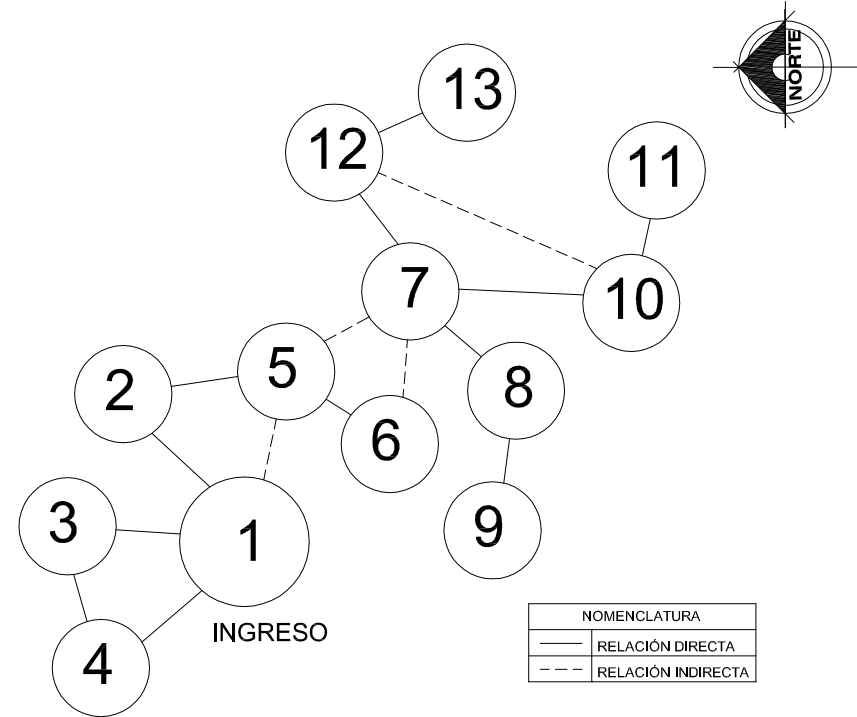 NORTE
13
12
11
7
10
5
2
8
6
3
1
9
INGRESO
4
NOMENCLATURA
RELACIÓN DIRECTA
RELACIÓN INDIRECTA